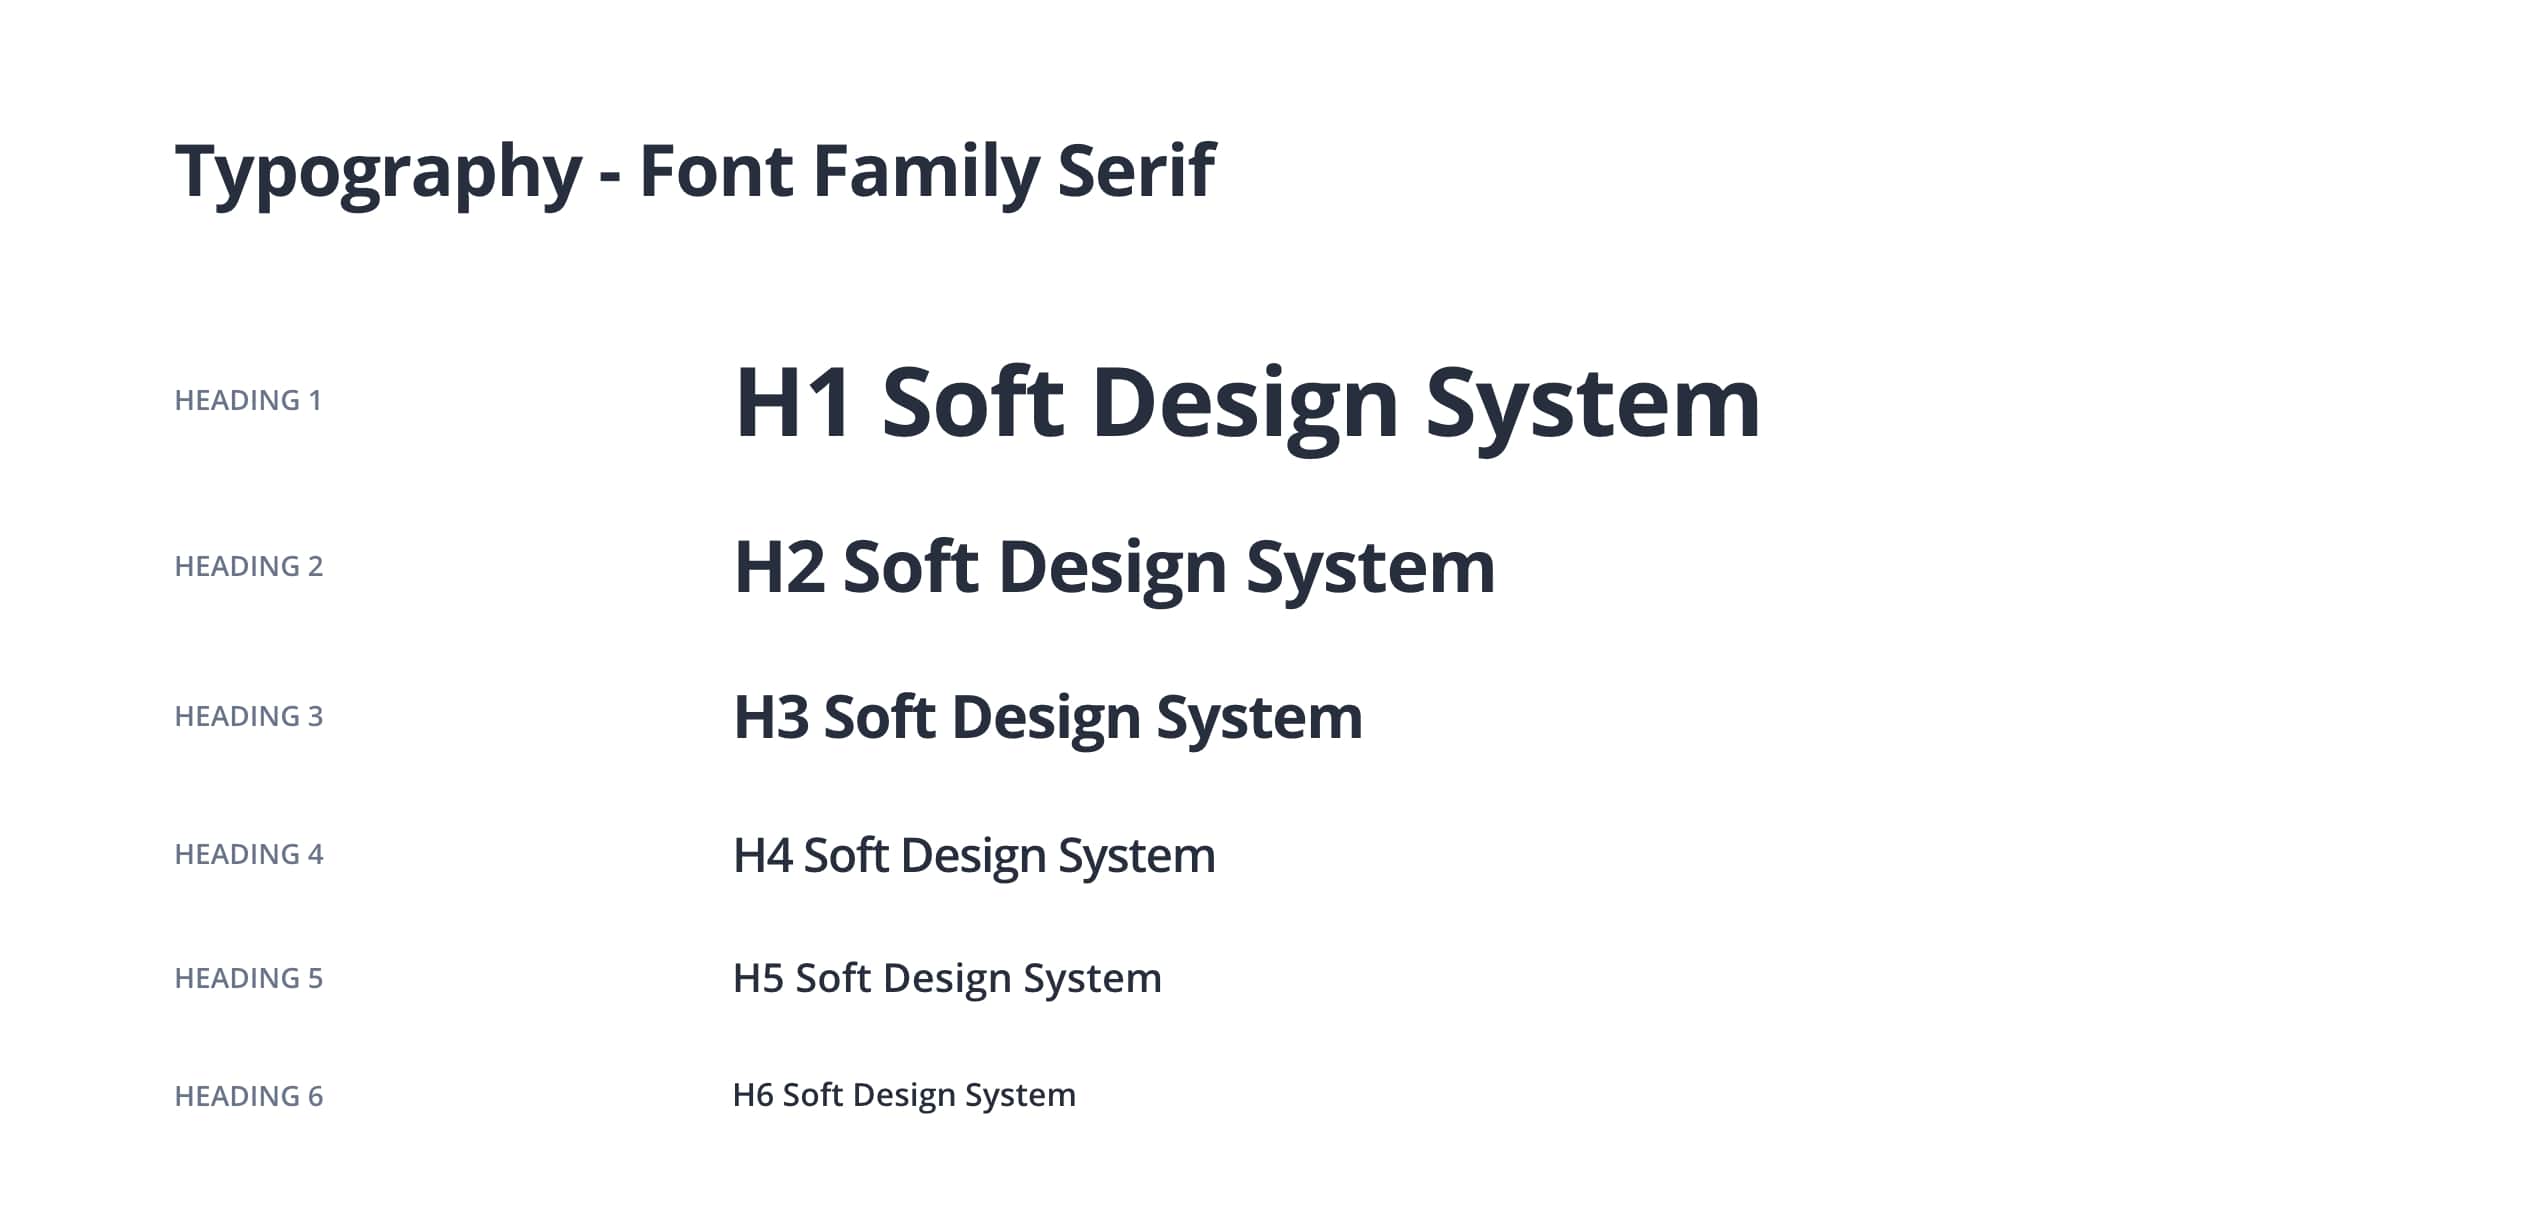 Typography - Font Family Serif
HEADING 1 H1 Soft Design System
HEADING 2 H2 Soft Design System
HEADING 3 H3 Soft Design System
HEADING 4 H4 Soft Design System
HEADING 5 H5 Soft Design System
HEADING 6 H6 Soft Design System